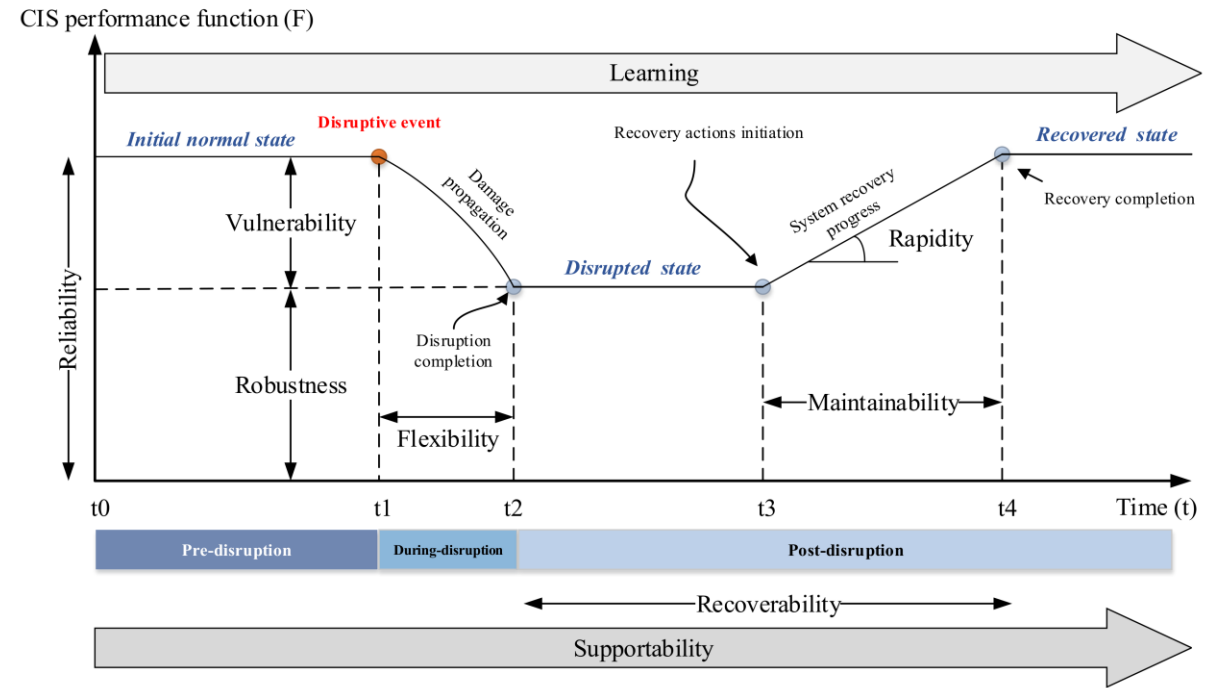 CIS performance function (F)
Learning
Disruptive event
Initial normal state
Recovery actions initiation
Recovered state
Damage
propagation
System recovery
progress
Recovery completion
Vulnerability
Rapidity
Disrupted state
Reliability
Disruption
completion
Robustness
Maintainability
Flexibility
t0
t1
t2
t3
t4
Time (t)
Pre-disruption
During-disruption
Post-disruption
Recoverability
Supportability